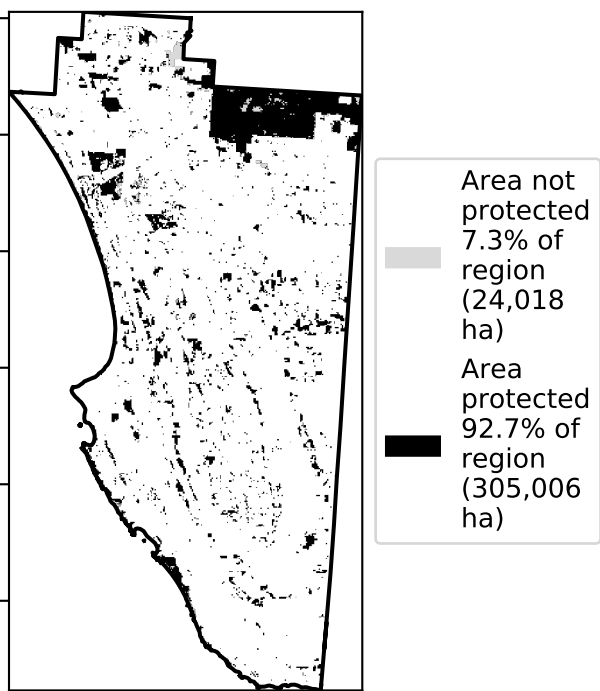 Area not
protected
7.3% of
region
(24,018
ha)
Area
protected
92.7% of
region
(305,006
ha)